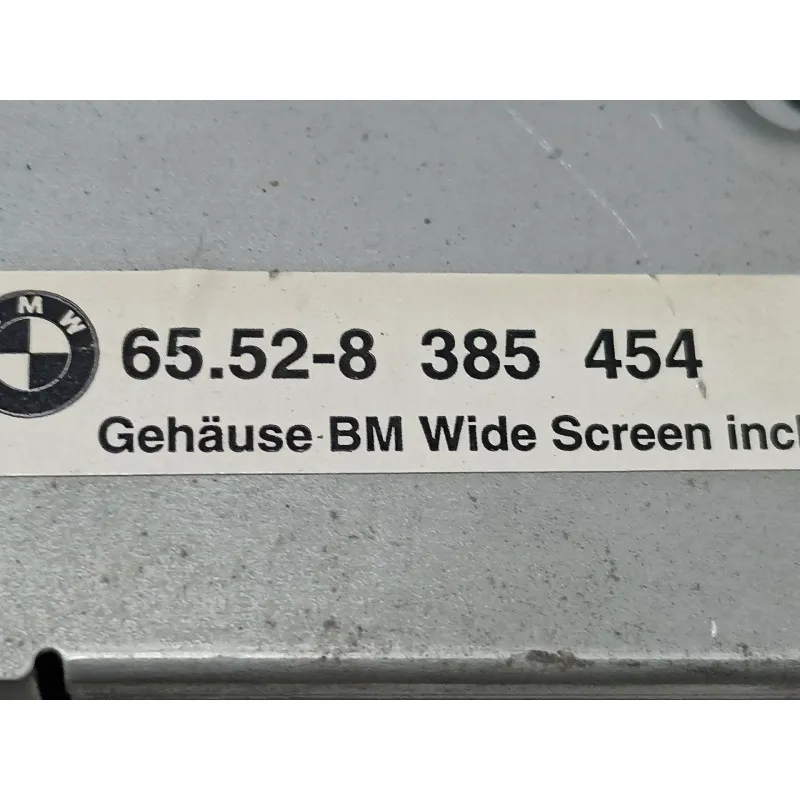 BMW
65.52-8 385 454
Gehäuse BM Wide Screen incl